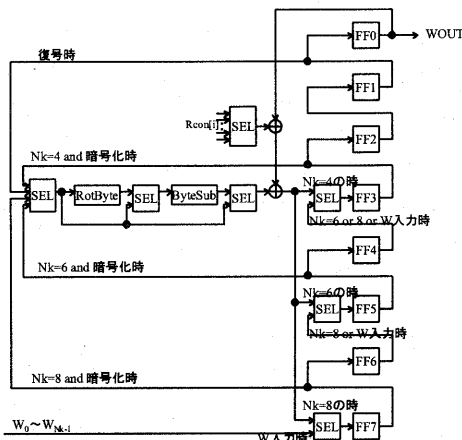 FF0
WOUT
復号時
FF1
Rcon[i]:
SEL
FF2
Nk=4 and 暗号化時
Nk=4の時
SEL
RotByte
SEL
ByteSub
SEL
SEL
FF3
Nk=6 or 8 or W入力時
FF4
Nk=6 and 暗号化時
Nk=6の時
SEL
FF5
Nk=8 or W入力時
FF6
Nk=8 and 暗号化時
Nk=8の時
W₀～W_Nk-1
SEL
FF7
W入力時